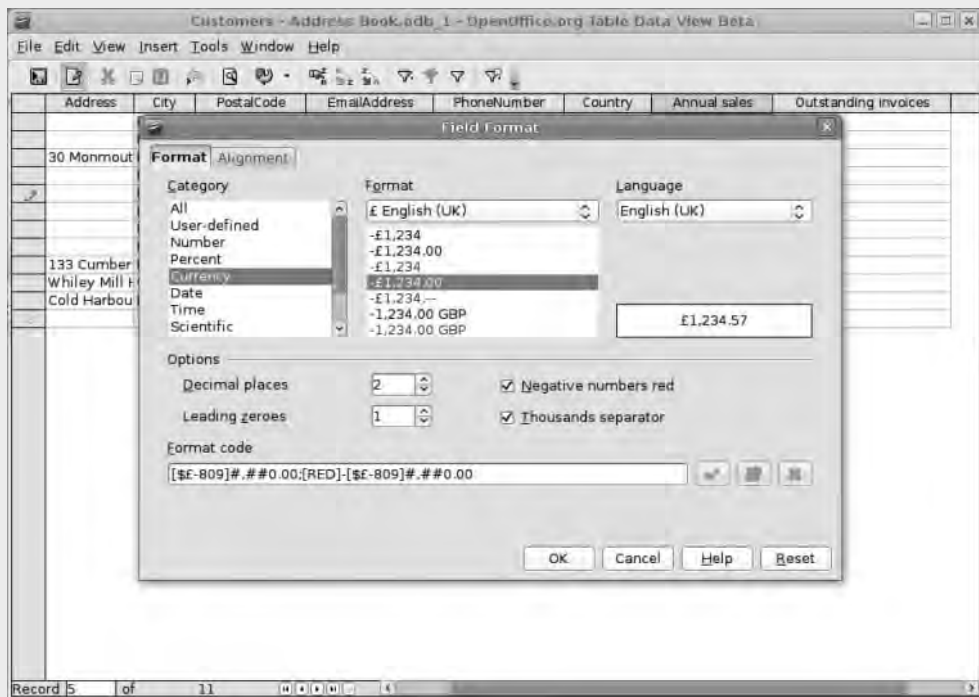 Customers - Address Book.odb_1 - OpenOffice.org Table Data View Beta
File Edit View Insert Tools Window Help
Address City PostalCode EmailAddress PhoneNumber Country Annual sales Outstanding invoices
Field Format
30 Monmout
Format Alignment
Category Format Language
All £ English (UK) English (UK)
User-defined -£1,234
Number -£1,234.00
Percent -£1,234
133 Cumber
Currency -£1,234.00
Whiley Mill H
Date -£1,234.--
Cold Harbou
Time -1,234.00 GBP £1,234.57
Scientific -1,234.00 GBP
Options
Decimal places 2 Negative numbers red
Leading zeroes 1 Thousands separator
Format code
[$£-809]#,##0.00;[RED]-[$£-809]#,##0.00
OK Cancel Help Reset
Record 5 of 11